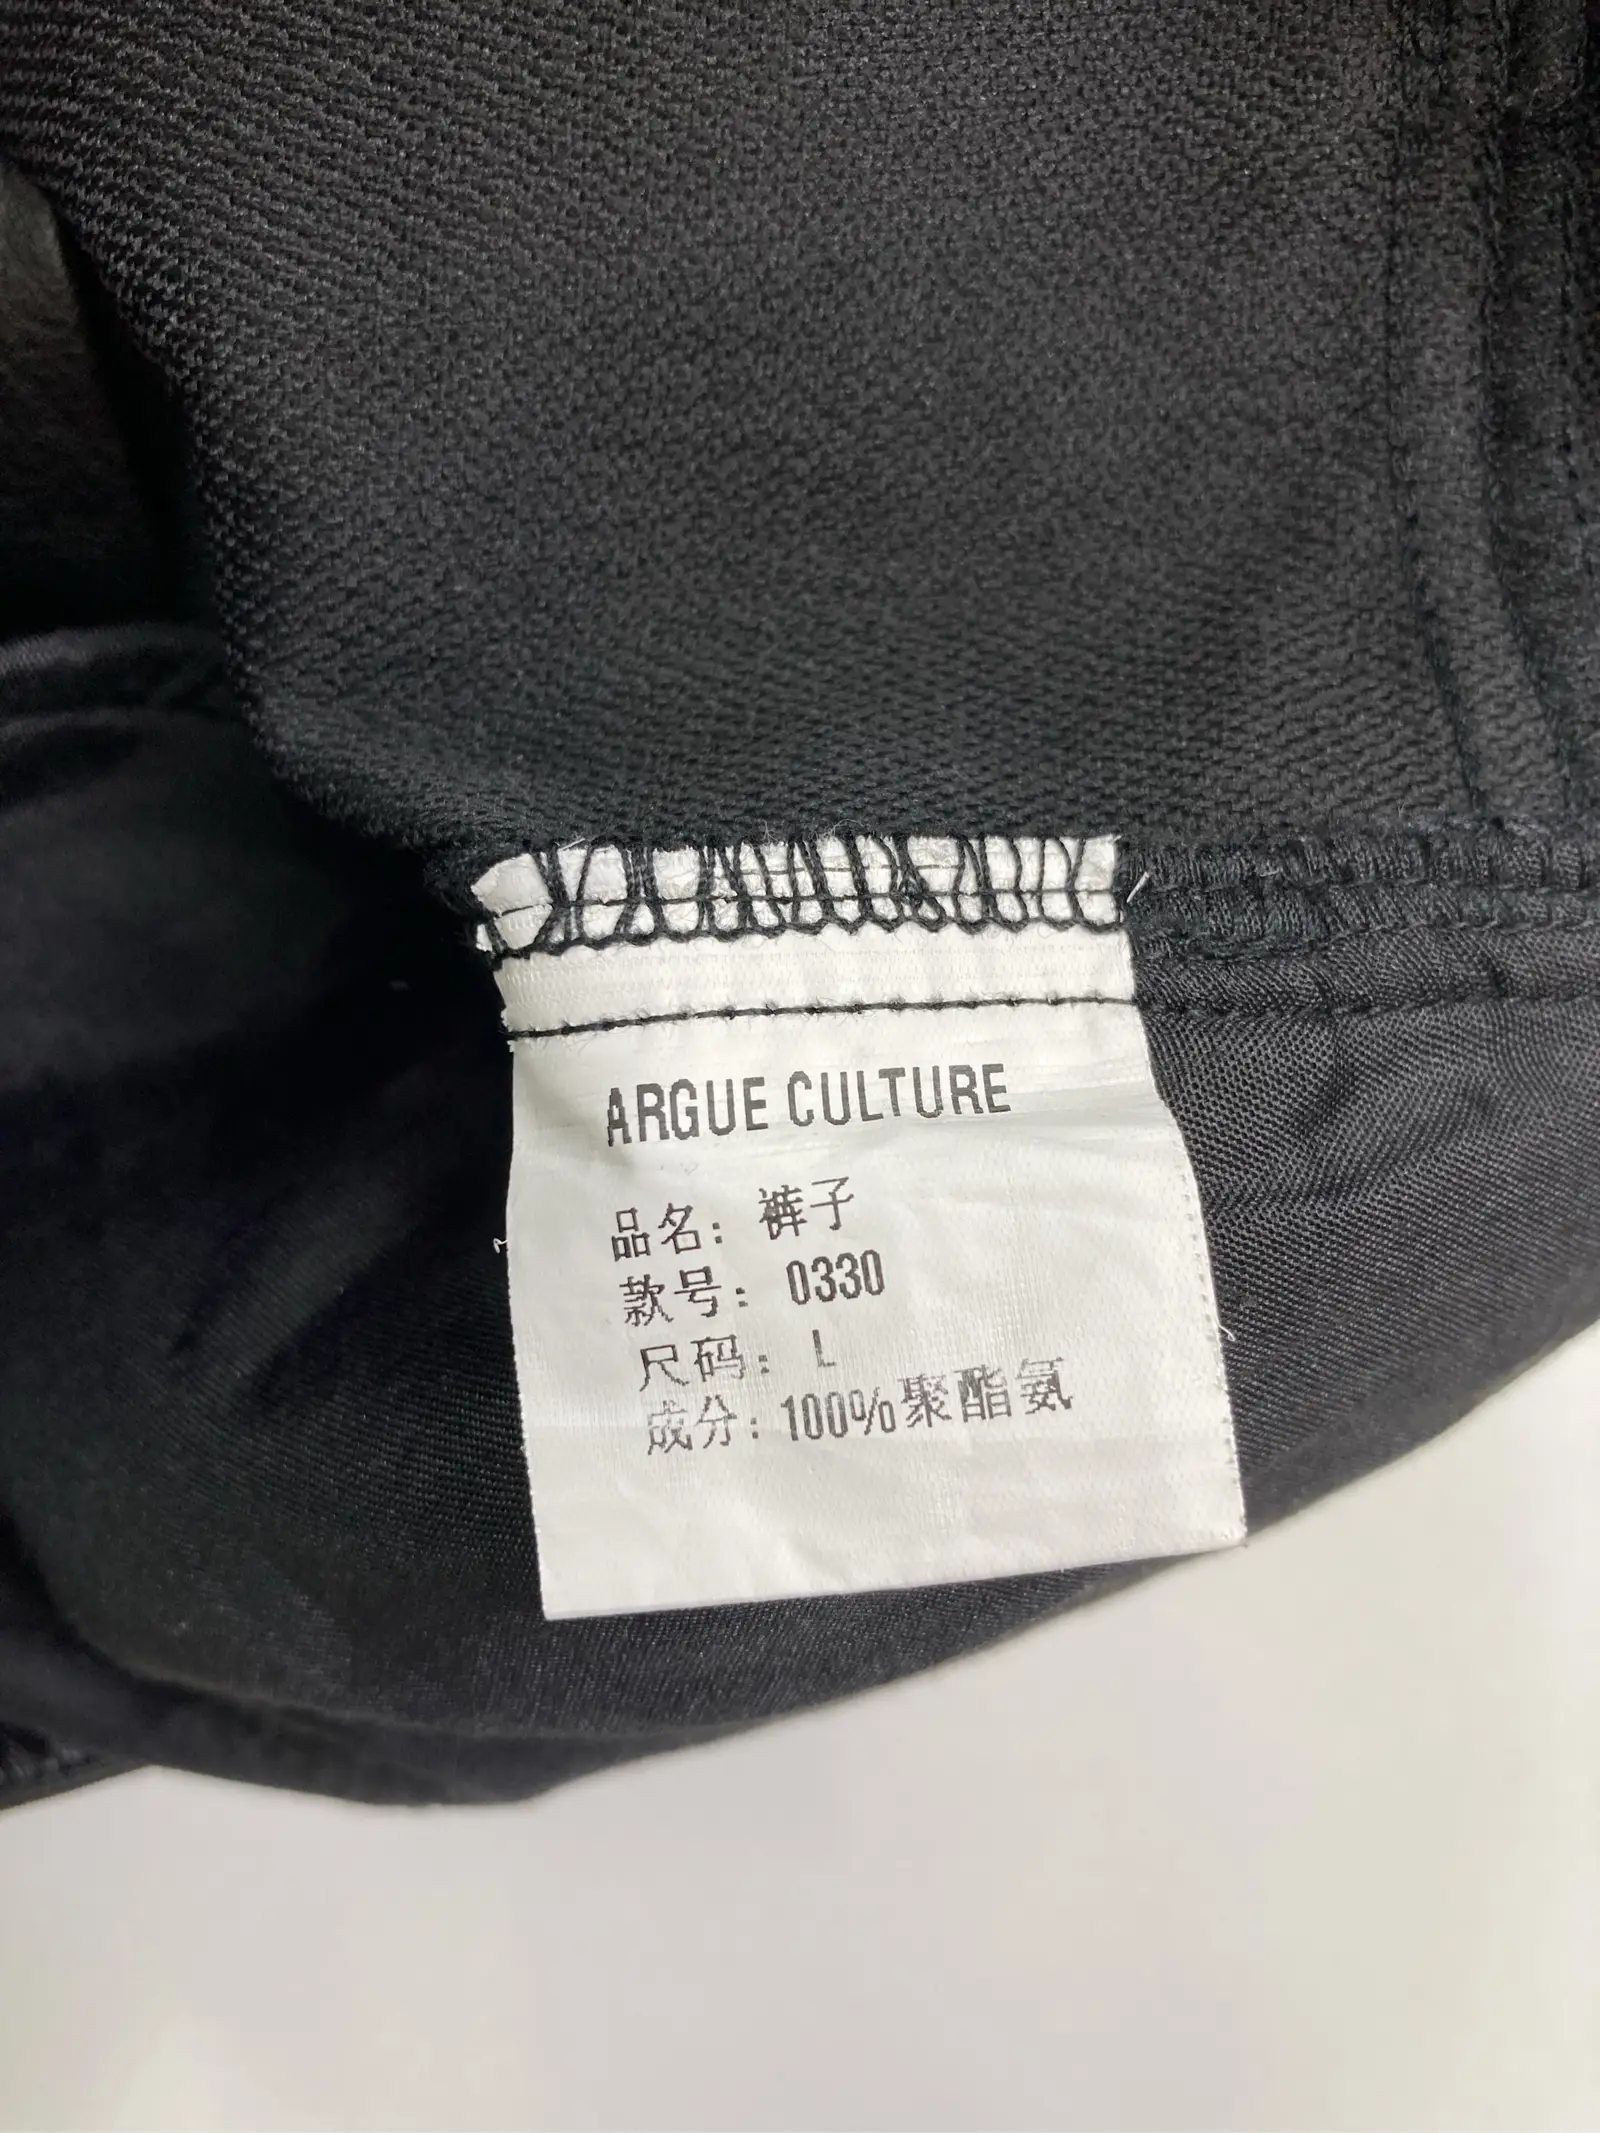 ARGUE CULTURE
品名: 裤子
款号: 0330
尺码: L
成分: 100%聚酯氨